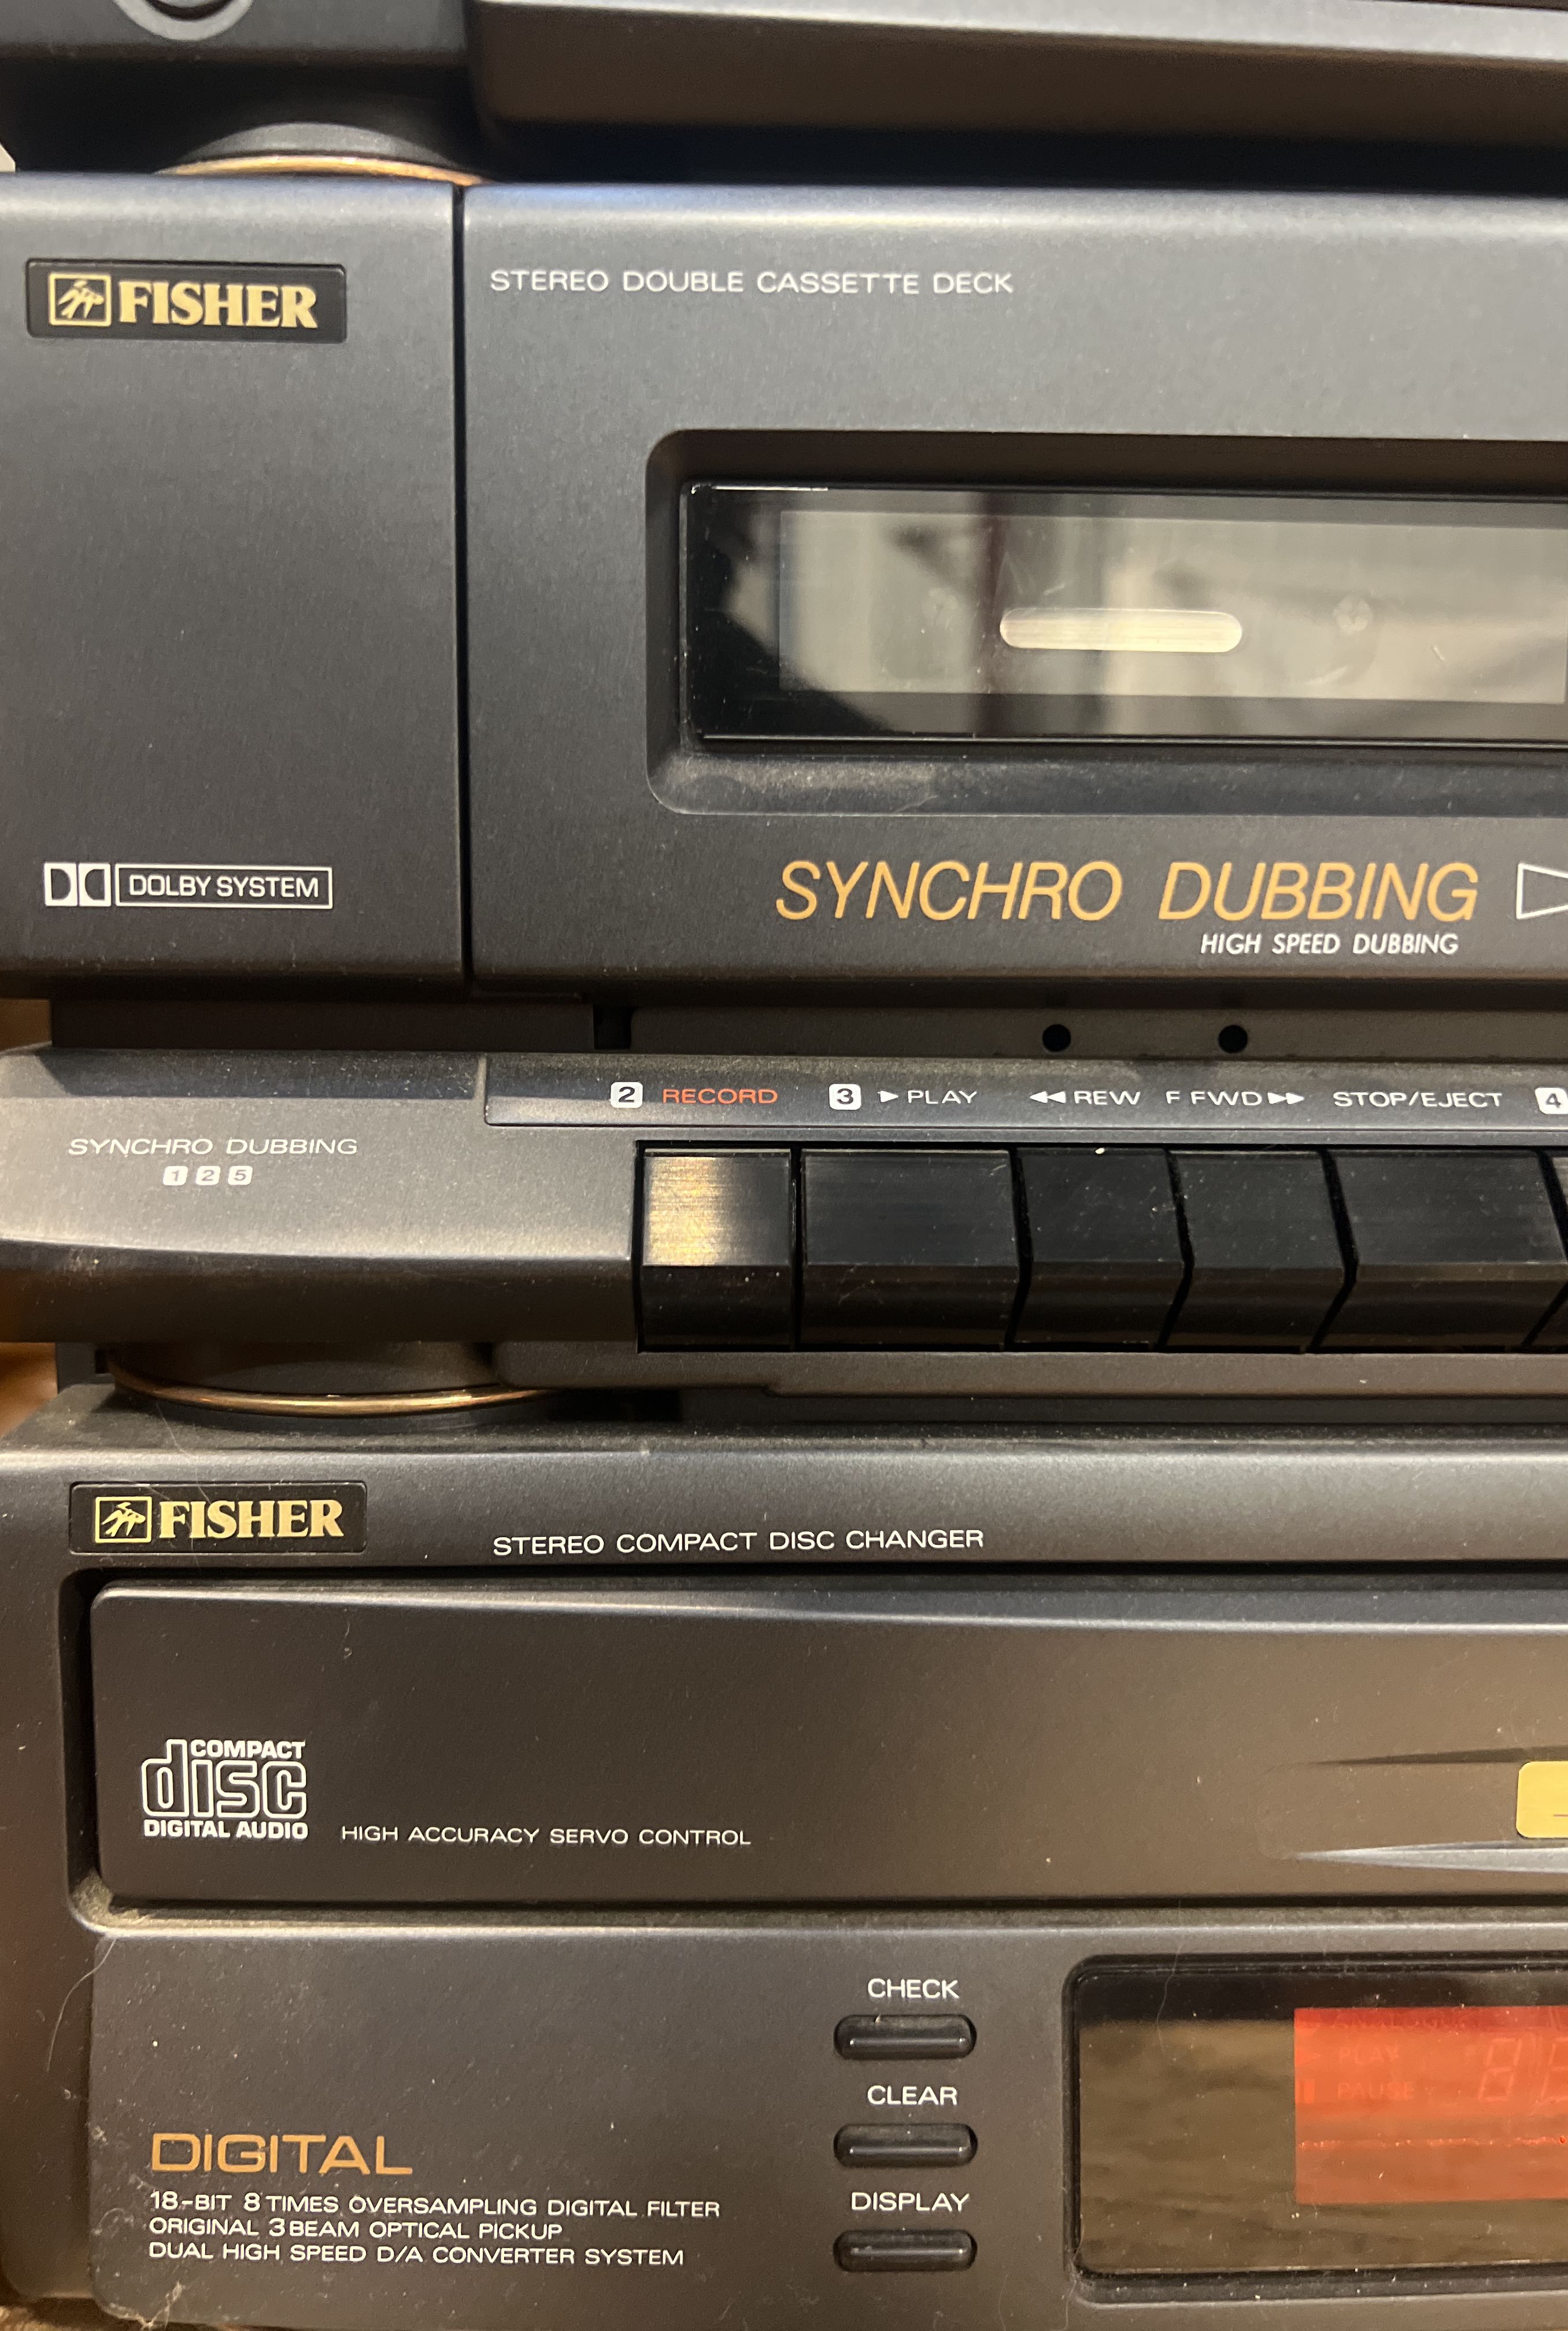 FISHER
STEREO DOUBLE CASSETTE DECK
DOLBY SYSTEM
SYNCHRO DUBBING
HIGH SPEED DUBBING
2 RECORD 3 ▶ PLAY ◀◀ REW F FWD ▶▶ STOP/EJECT 4
SYNCHRO DUBBING
1 2 5
FISHER
STEREO COMPACT DISC CHANGER
COMPACT
disc
DIGITAL AUDIO
HIGH ACCURACY SERVO CONTROL
CHECK
CLEAR
DISPLAY
PLAY
PAUSE
DIGITAL
18-BIT 8 TIMES OVERSAMPLING DIGITAL FILTER
ORIGINAL 3 BEAM OPTICAL PICKUP
DUAL HIGH SPEED D/A CONVERTER SYSTEM